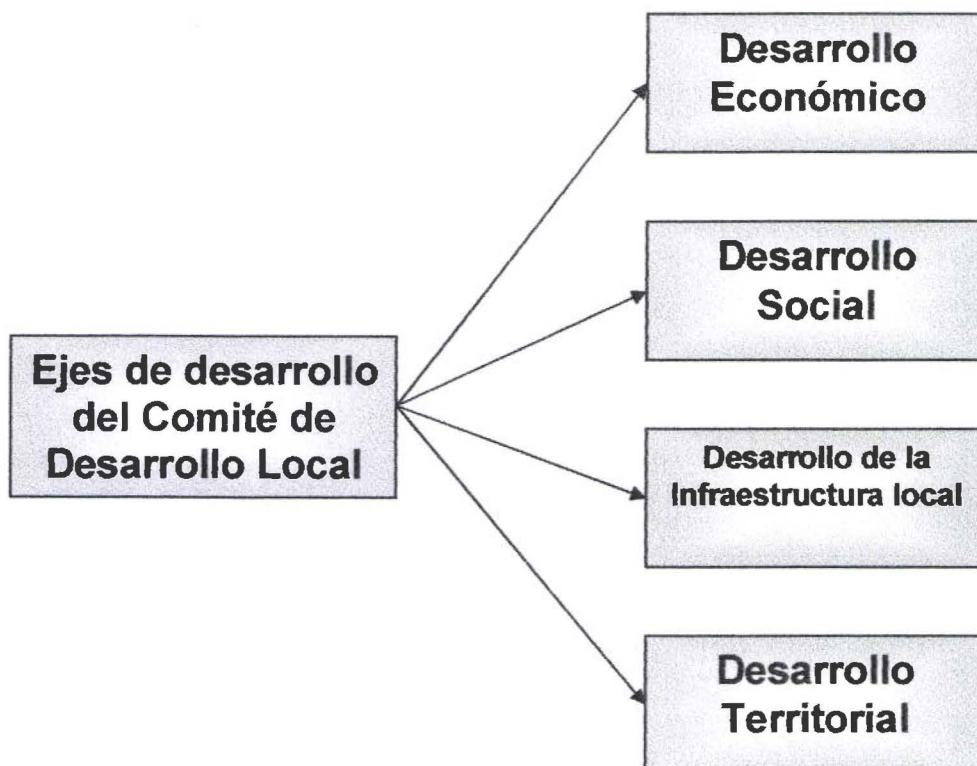 Desarrollo
Económico
Desarrollo
Social
Ejes de desarrollo
del Comité de
Desarrollo Local
Desarrollo de la
Infraestructura local
Desarrollo
Territorial